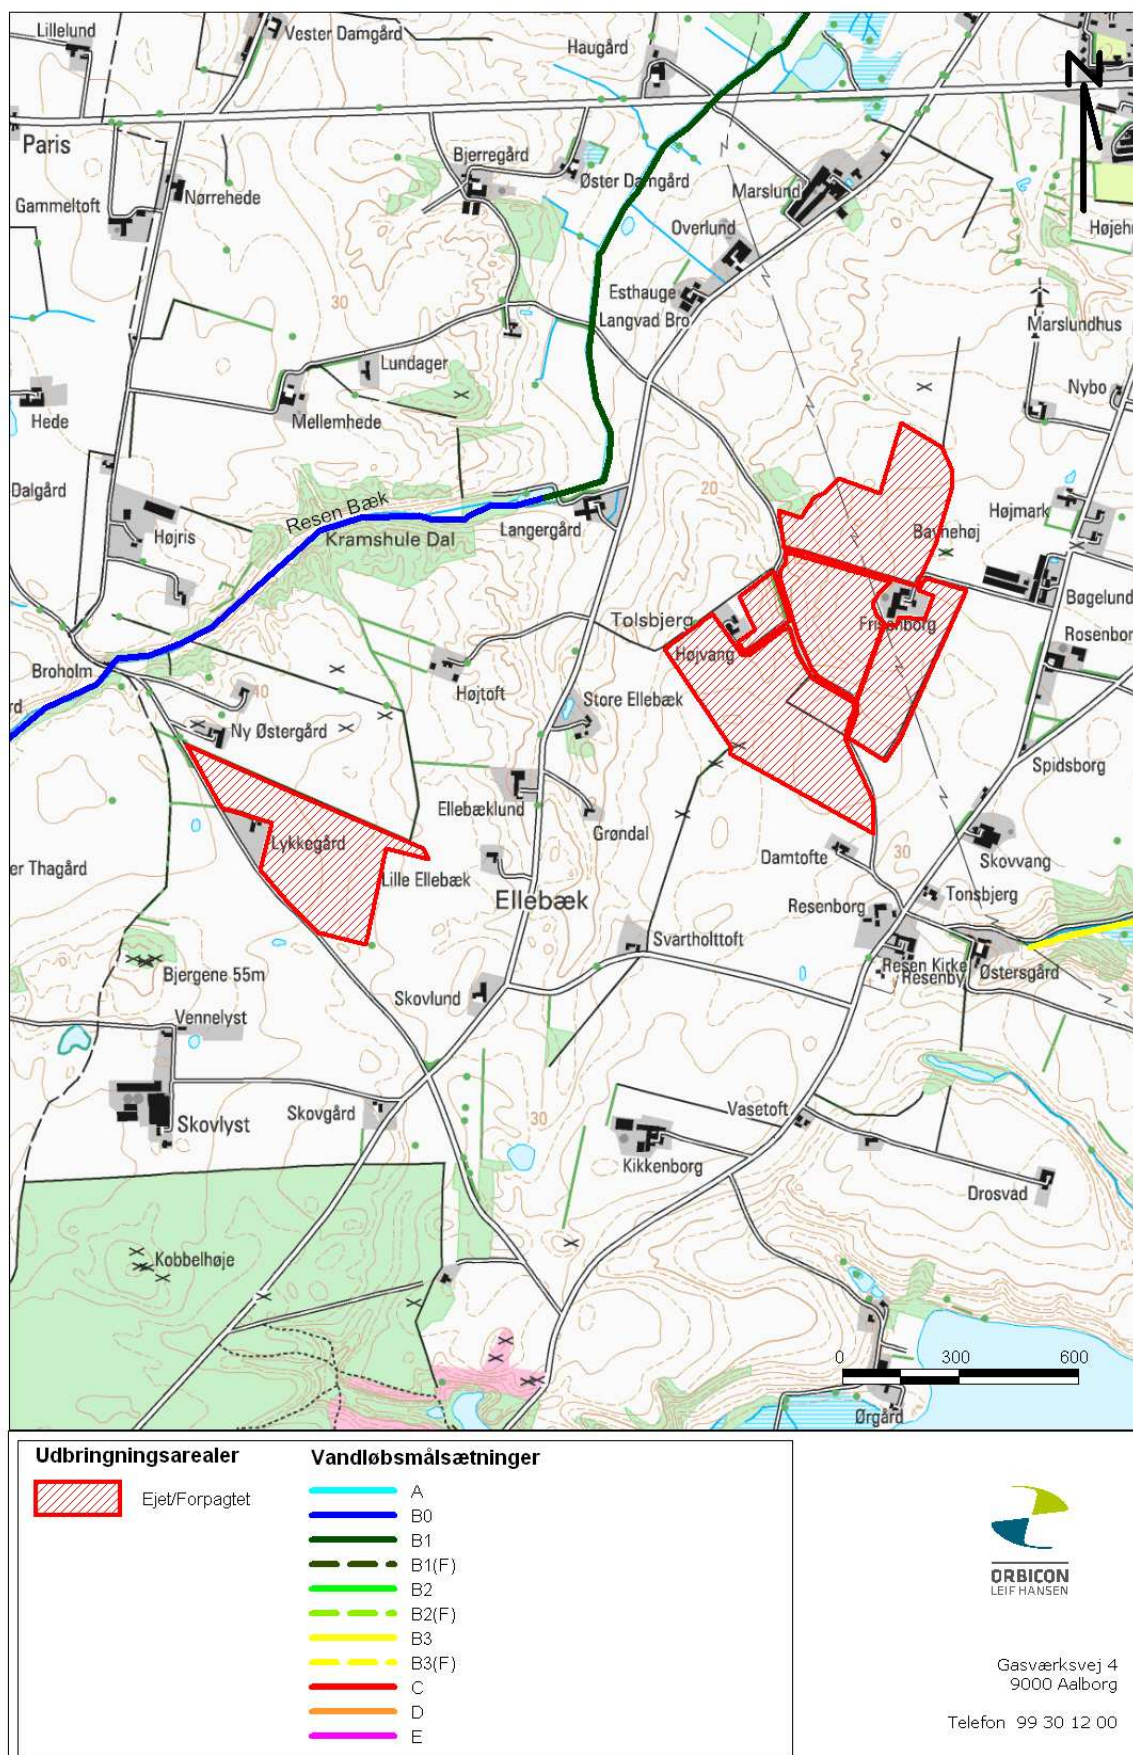 Lillelund
Vester Damgård
Haugård
N
Paris
Bjerregård
Øster Damgård
Marslund
Nørrehede
Gammeltoft
Overlund
30
Esthauge
Langvad Bro
Marslundhus
Lundager
Nybo
Hede
Mellemhede
Dalgård
20
Resen Bæk
Langergård
Højmark
Højris
Kramshule Dal
Bavnehøj
Bøgelund
Tolsbjerg
Frisenborg
Højvang
Broholm
Højtoft
40
Store Ellebæk
Ny Østergård
Spidsborg
Ellebæklund
Grøndal
Lykkegård
Skovvang
Damtofte
30
er Thagård
Lille Ellebæk
Ellebæk
Tonsbjerg
Resenborg
Svartholttoft
Bjergene 55m
Resen Kirke
Østersgård
Resenby
Skovlund
Vennelyst
Skovgård
30
Vasetoft
Skovlyst
Kikkenborg
Drosvad
Kobbelhøje
0 300 600
Ørgård
Udbringningsarealer
Ejet/Forpagtet
Vandløbsmålsætninger
A
B0
B1
B1(F)
B2
B2(F)
B3
B3(F)
C
D
E
ORBICON
LEIF HANSEN
Gasværksvej 4
9000 Aalborg
Telefon 99 30 12 00